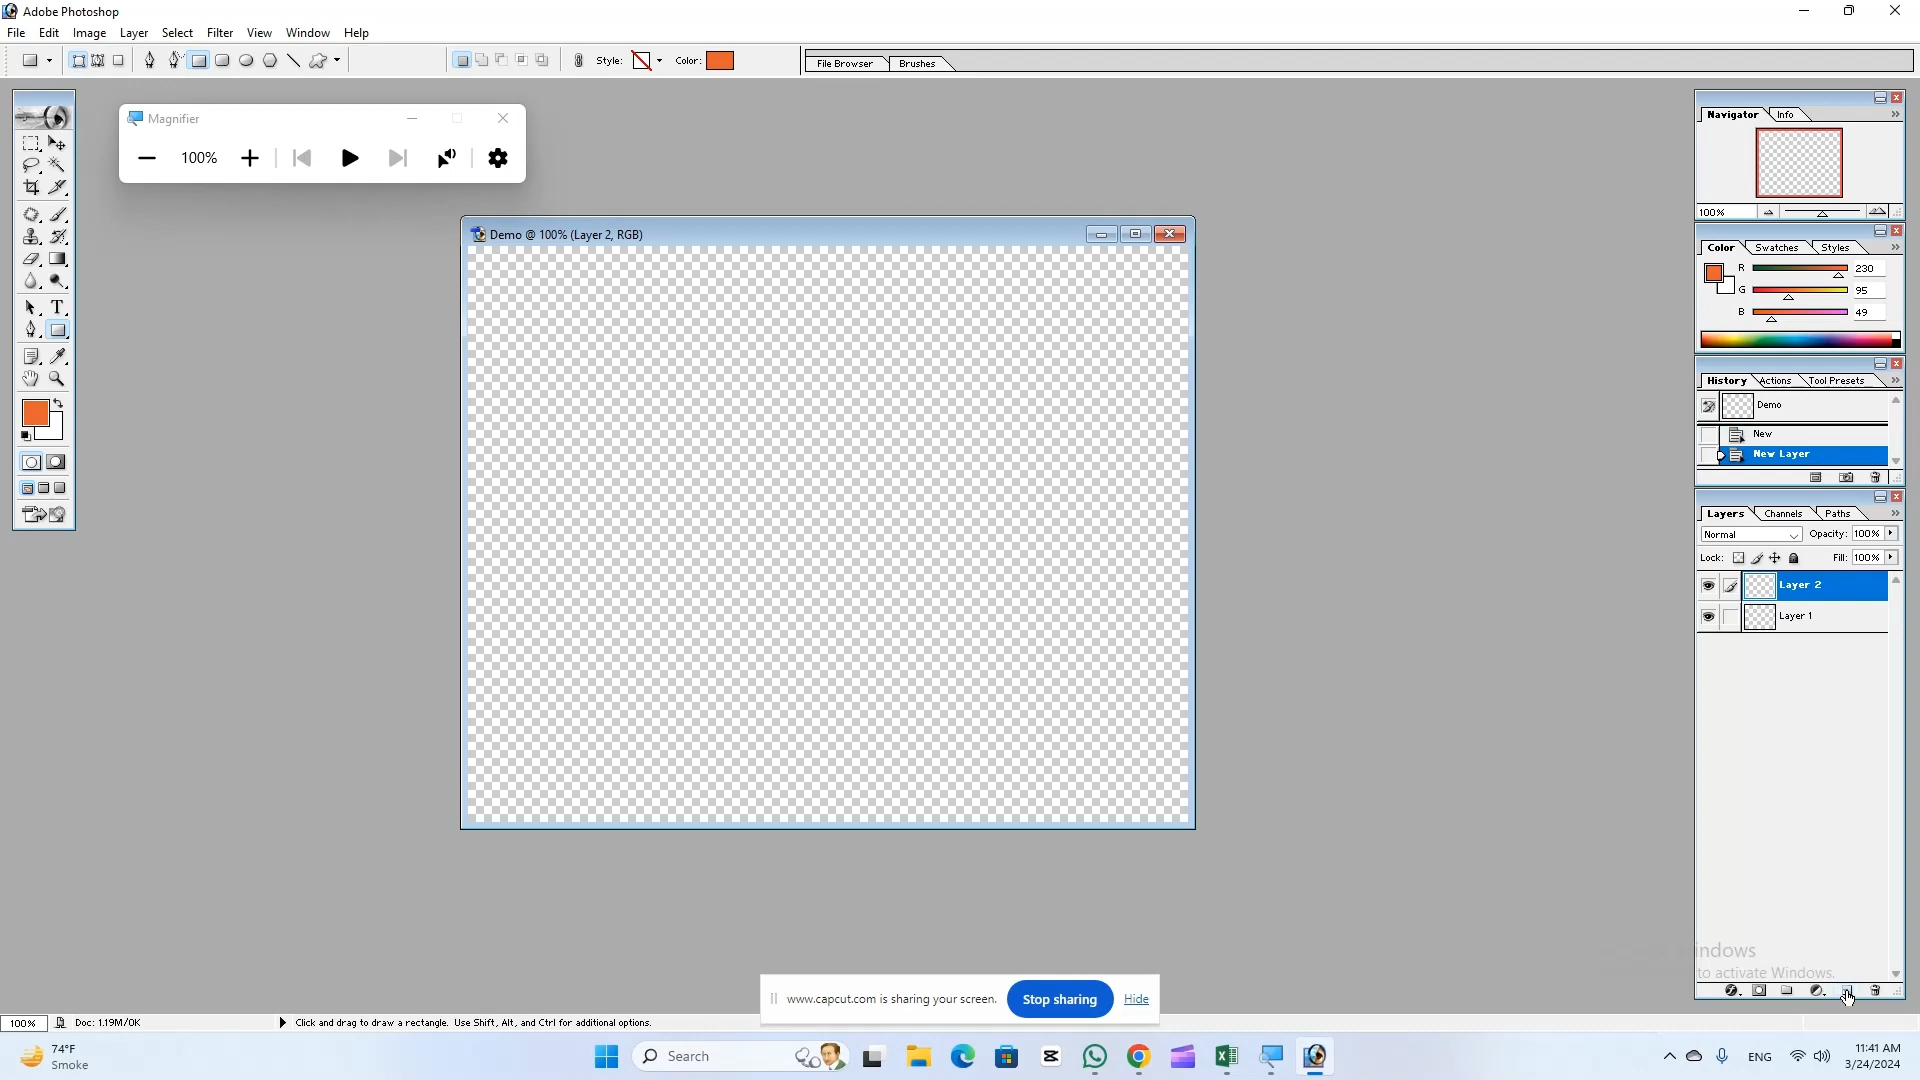 Adobe Photoshop
File Edit Image Layer Select Filter View Window Help
Style: Color: File Browser Brushes
Magnifier
100%
Demo @ 100% (Layer 2, RGB)
Navigator Info
100%
Color Swatches Styles
R 230
G 95
B 49
History Actions Tool Presets
Demo
New
New Layer
Layers Channels Paths
Normal Opacity: 100%
Lock: Fill: 100%
Layer 2
Layer 1
indows
to activate Windows.
www.capcut.com is sharing your screen. Stop sharing Hide
100% Doc: 1.19M/0K Click and drag to draw a rectangle. Use Shift, Alt, and Ctrl for additional options.
74°F
Smoke
Search
ENG
11:41 AM
3/24/2024